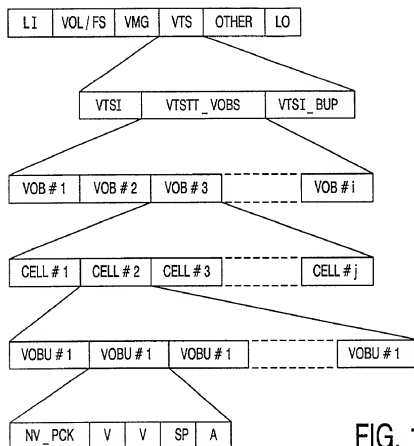 LI VOL/FS VMG VTS OTHER LO
VTSI VTSTT_VOBS VTSI_BUP
VOB # 1 VOB # 2 VOB # 3 VOB # i
CELL # 1 CELL # 2 CELL # 3 CELL # j
VOBU # 1 VOBU # 1 VOBU # 1 VOBU # 1
NV_PCK V V SP A
FIG. 1